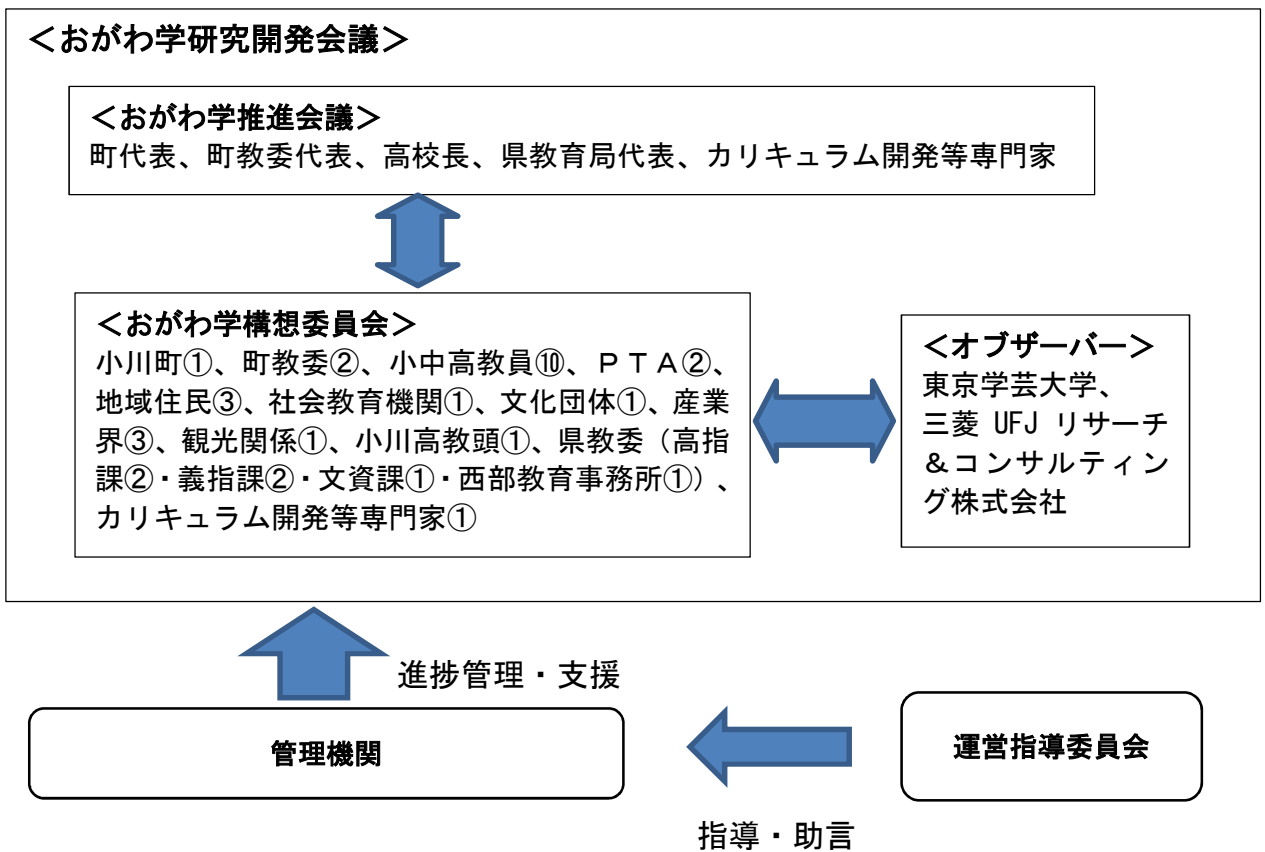 ＜おがわ学研究開発会議＞
＜おがわ学推進会議＞
町代表、町教委代表、高校長、県教育局代表、カリキュラム開発等専門家
＜おがわ学構想委員会＞
小川町①、町教委②、小中高教員⑩、ＰＴＡ②、
地域住民③、社会教育機関①、文化団体①、産業
界③、観光関係①、小川高教頭①、県教委（高指
課②・義指課②・文資課①・西部教育事務所①）、
カリキュラム開発等専門家①
＜オブザーバー＞
東京学芸大学、
三菱 UFJ リサーチ
＆コンサルティン
グ株式会社
進捗管理・支援
管理機関
運営指導委員会
指導・助言